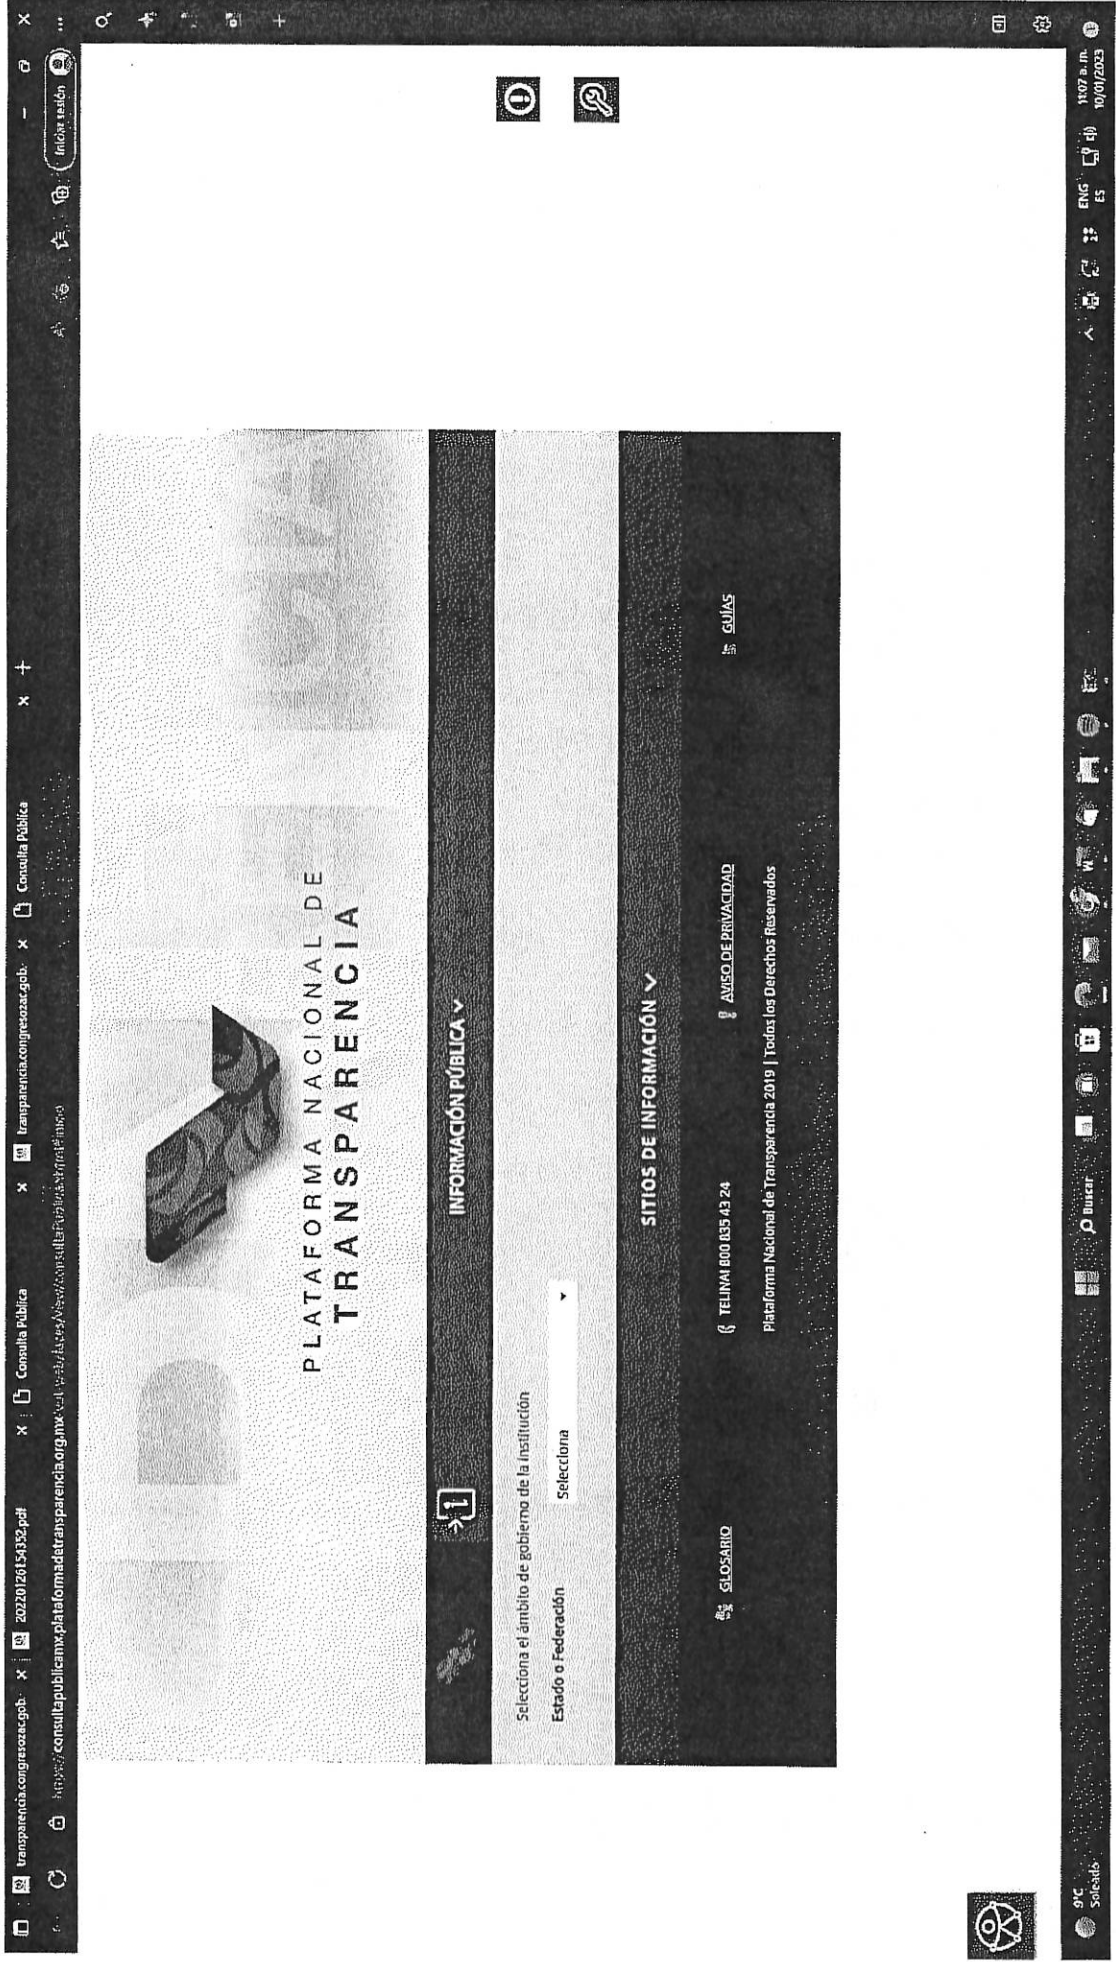 transparencia.congresozac.gob. × 20220126154352.pdf × Consulta Pública × transparencia.congresozac.gob. × Consulta Pública × +
consultapublicamx.plataformadetransparencia.org.mx
Iniciar sesión
PLATAFORMA NACIONAL DE
TRANSPARENCIA
INFORMACIÓN PÚBLICA
Selecciona el ámbito de gobierno de la institución
Estado o Federación
Selecciona
SITIOS DE INFORMACIÓN
GLOSARIO
TELINAI 800 835 43 24
AVISO DE PRIVACIDAD
GUÍAS
Plataforma Nacional de Transparencia 2019 | Todos los Derechos Reservados
9°C
Soleado
Buscar
ENG
ES
11:07 a. m.
10/01/2023